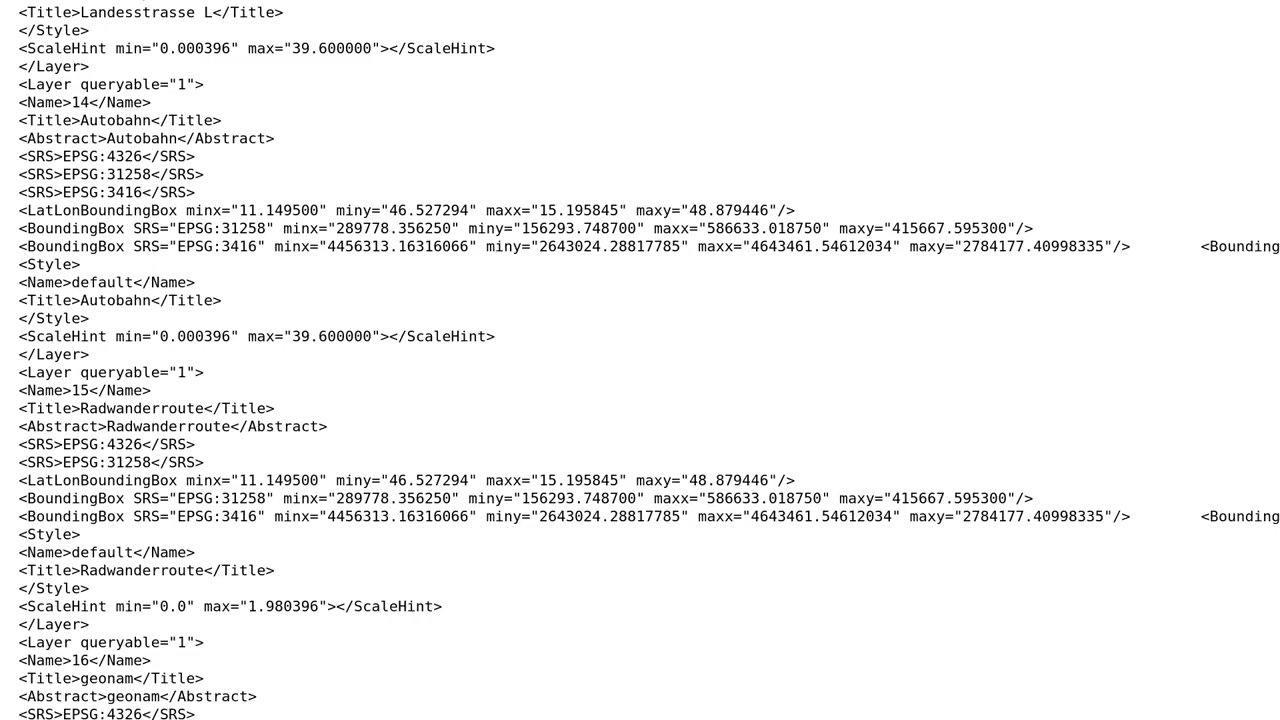 <Title>Landesstrasse L</Title>
</Style>
<ScaleHint min="0.000396" max="39.600000"></ScaleHint>
</Layer>
<Layer queryable="1">
<Name>14</Name>
<Title>Autobahn</Title>
<Abstract>Autobahn</Abstract>
<SRS>EPSG:4326</SRS>
<SRS>EPSG:31258</SRS>
<SRS>EPSG:3416</SRS>
<LatLonBoundingBox minx="11.149500" miny="46.527294" maxx="15.195845" maxy="48.879446"/>
<BoundingBox SRS="EPSG:31258" minx="289778.356250" miny="156293.748700" maxx="586633.018750" maxy="415667.595300"/>
<BoundingBox SRS="EPSG:3416" minx="4456313.16316066" miny="2643024.28817785" maxx="4643461.54612034" maxy="2784177.40998335"/> <Bounding
<Style>
<Name>default</Name>
<Title>Autobahn</Title>
</Style>
<ScaleHint min="0.000396" max="39.600000"></ScaleHint>
</Layer>
<Layer queryable="1">
<Name>15</Name>
<Title>Radwanderroute</Title>
<Abstract>Radwanderroute</Abstract>
<SRS>EPSG:4326</SRS>
<SRS>EPSG:31258</SRS>
<LatLonBoundingBox minx="11.149500" miny="46.527294" maxx="15.195845" maxy="48.879446"/>
<BoundingBox SRS="EPSG:31258" minx="289778.356250" miny="156293.748700" maxx="586633.018750" maxy="415667.595300"/>
<BoundingBox SRS="EPSG:3416" minx="4456313.16316066" miny="2643024.28817785" maxx="4643461.54612034" maxy="2784177.40998335"/> <Bounding
<Style>
<Name>default</Name>
<Title>Radwanderroute</Title>
</Style>
<ScaleHint min="0.0" max="1.980396"></ScaleHint>
</Layer>
<Layer queryable="1">
<Name>16</Name>
<Title>geonam</Title>
<Abstract>geonam</Abstract>
<SRS>EPSG:4326</SRS>